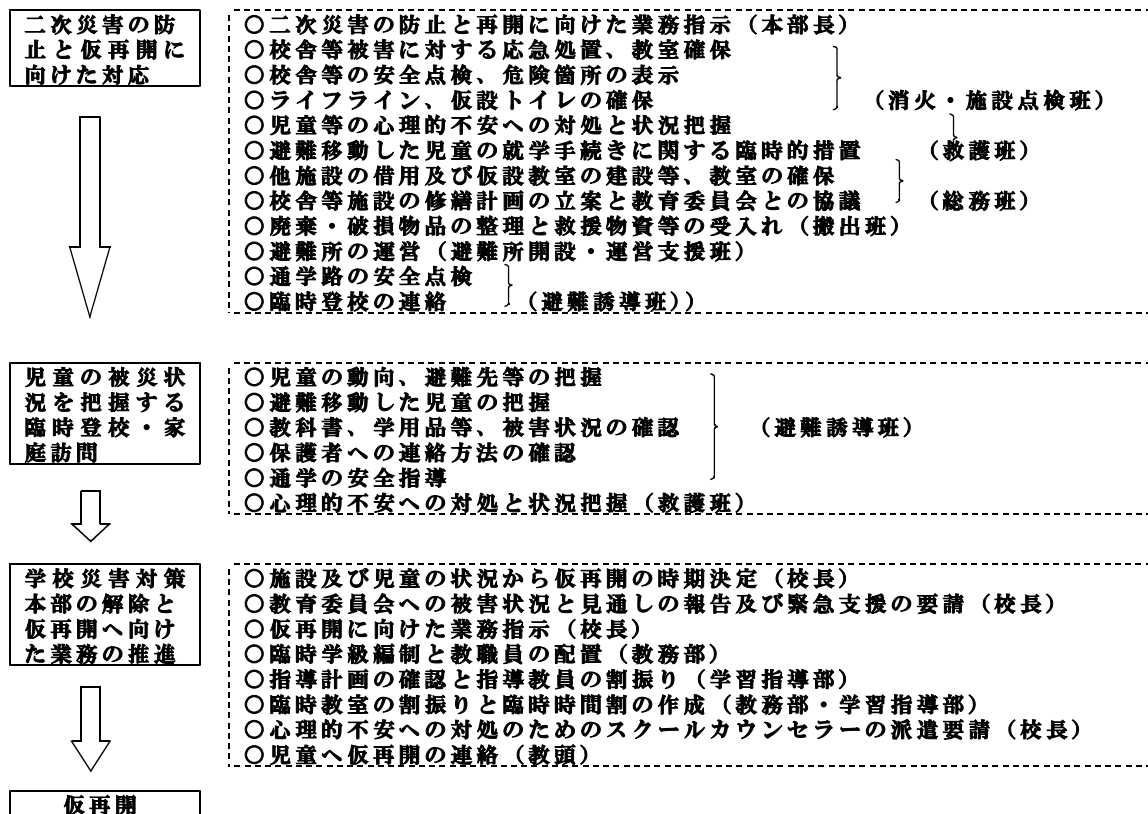 二次災害の防
止と仮再開に
向けた対応
○二次災害の防止と再開に向けた業務指示（本部長）
○校舎等被害に対する応急処置、教室確保
○校舎等の安全点検、危険箇所の表示
○ライフライン、仮設トイレの確保　（消火・施設点検班）
○児童等の心理的不安への対処と状況把握
○避難移動した児童の就学手続きに関する臨時的措置　（救護班）
○他施設の借用及び仮設教室の建設等、教室の確保
○校舎等施設の修繕計画の立案と教育委員会との協議　（総務班）
○廃棄・破損物品の整理と救援物資等の受入れ（搬出班）
○避難所の運営（避難所開設・運営支援班）
○通学路の安全点検
○臨時登校の連絡　（避難誘導班））
児童の被災状
況を把握する
臨時登校・家
庭訪問
○児童の動向、避難先等の把握
○避難移動した児童の把握
○教科書、学用品等、被害状況の確認　（避難誘導班）
○保護者への連絡方法の確認
○通学の安全指導
○心理的不安への対処と状況把握（救護班）
学校災害対策
本部の解除と
仮再開へ向け
た業務の推進
○施設及び児童の状況から仮再開の時期決定（校長）
○教育委員会への被害状況と見通しの報告及び緊急支援の要請（校長）
○仮再開に向けた業務指示（校長）
○臨時学級編制と教職員の配置（教務部）
○指導計画の確認と指導教員の割振り（学習指導部）
○臨時教室の割振りと臨時時間割の作成（教務部・学習指導部）
○心理的不安への対処のためのスクールカウンセラーの派遣要請（校長）
○児童へ仮再開の連絡（教頭）
仮再開